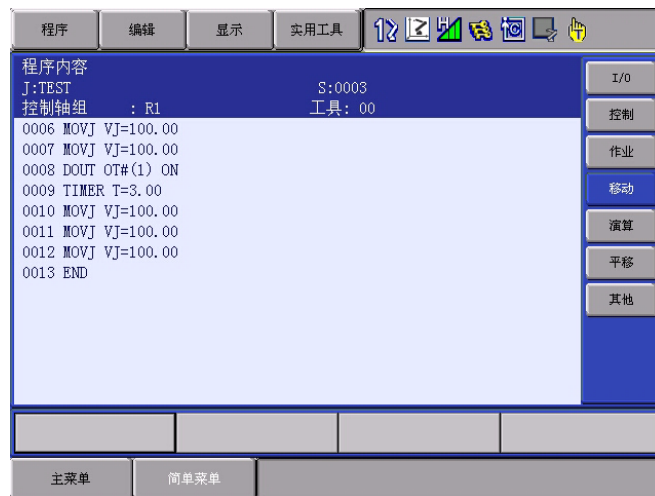 程序 编辑 显示 实用工具
程序内容
J:TEST S:0003
控制轴组 : R1 工具: 00
0006 MOVJ VJ=100.00
0007 MOVJ VJ=100.00
0008 DOUT OT#(1) ON
0009 TIMER T=3.00
0010 MOVJ VJ=100.00
0011 MOVJ VJ=100.00
0012 MOVJ VJ=100.00
0013 END
I/0
控制
作业
移动
演算
平移
其他
主菜单 简单菜单